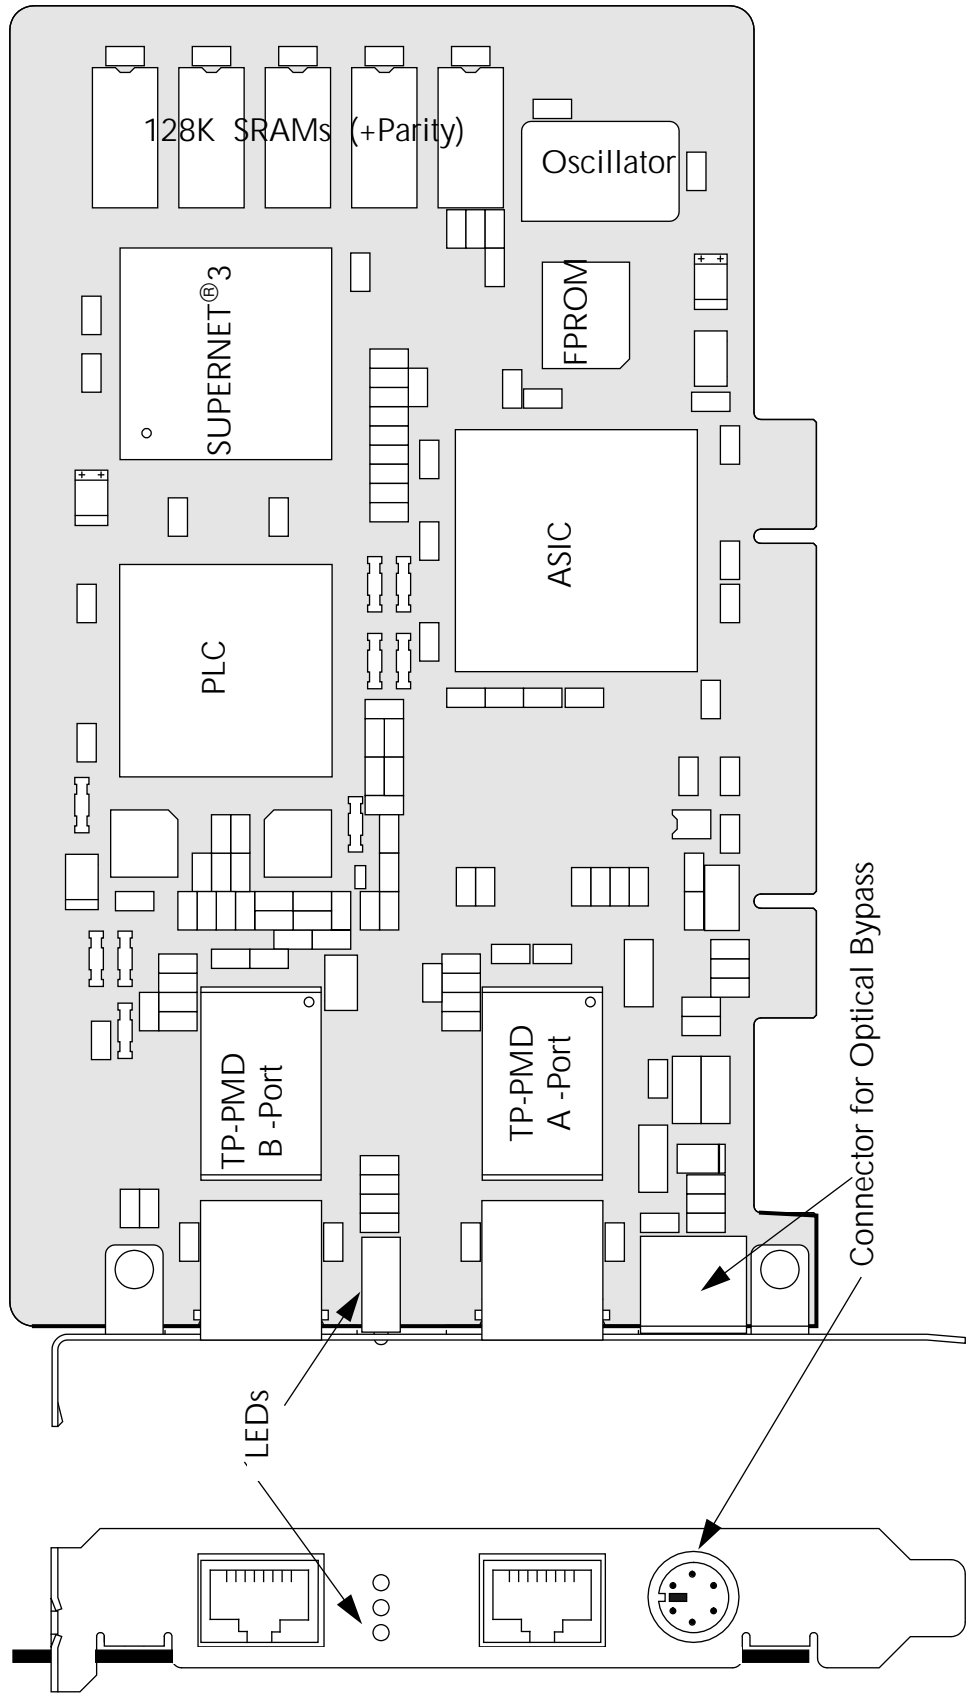 128K SRAMs (+Parity)
Oscillator
SUPERNET®3
FPROM
ASIC
PLC
TP-PMD
B -Port
TP-PMD
A -Port
Connector for Optical Bypass
LEDs